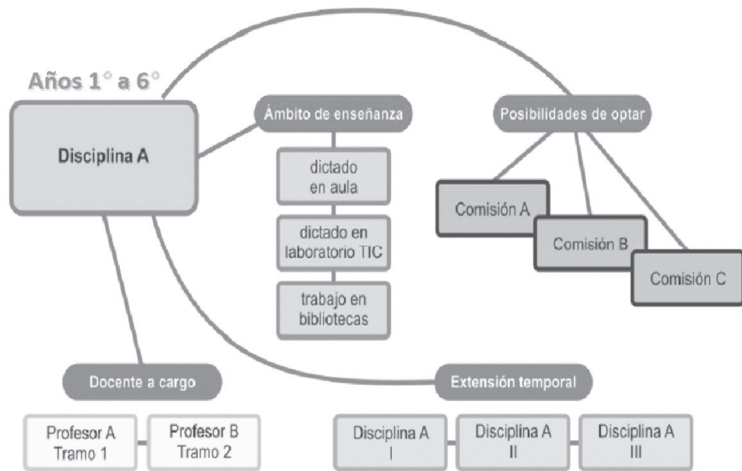 Años 1° a 6°
Disciplina A
Ámbito de enseñanza
dictado
en aula
dictado en
laboratorio TIC
trabajo en
bibliotecas
Posibilidades de optar
Comisión A
Comisión B
Comisión C
Docente a cargo
Profesor A
Tramo 1
Profesor B
Tramo 2
Extensión temporal
Disciplina A
I
Disciplina A
II
Disciplina A
III